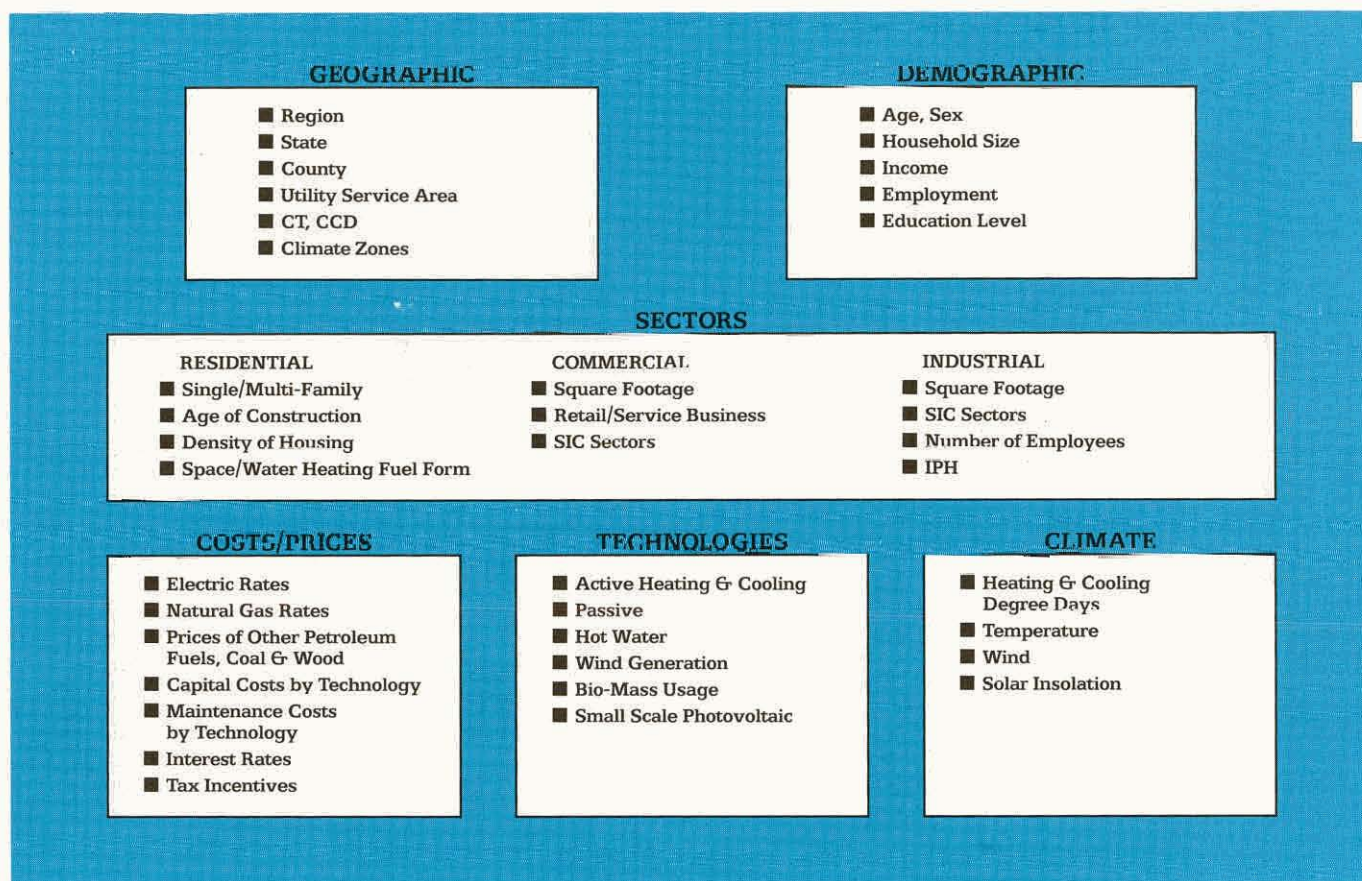 GEOGRAPHIC
■ Region
■ State
■ County
■ Utility Service Area
■ CT, CCD
■ Climate Zones
DEMOGRAPHIC
■ Age, Sex
■ Household Size
■ Income
■ Employment
■ Education Level
SECTORS
RESIDENTIAL
■ Single/Multi-Family
■ Age of Construction
■ Density of Housing
■ Space/Water Heating Fuel Form
COMMERCIAL
■ Square Footage
■ Retail/Service Business
■ SIC Sectors
INDUSTRIAL
■ Square Footage
■ SIC Sectors
■ Number of Employees
■ IPH
COSTS/PRICES
■ Electric Rates
■ Natural Gas Rates
■ Prices of Other Petroleum
Fuels, Coal & Wood
■ Capital Costs by Technology
■ Maintenance Costs
by Technology
■ Interest Rates
■ Tax Incentives
TECHNOLOGIES
■ Active Heating & Cooling
■ Passive
■ Hot Water
■ Wind Generation
■ Bio-Mass Usage
■ Small Scale Photovoltaic
CLIMATE
■ Heating & Cooling
Degree Days
■ Temperature
■ Wind
■ Solar Insolation